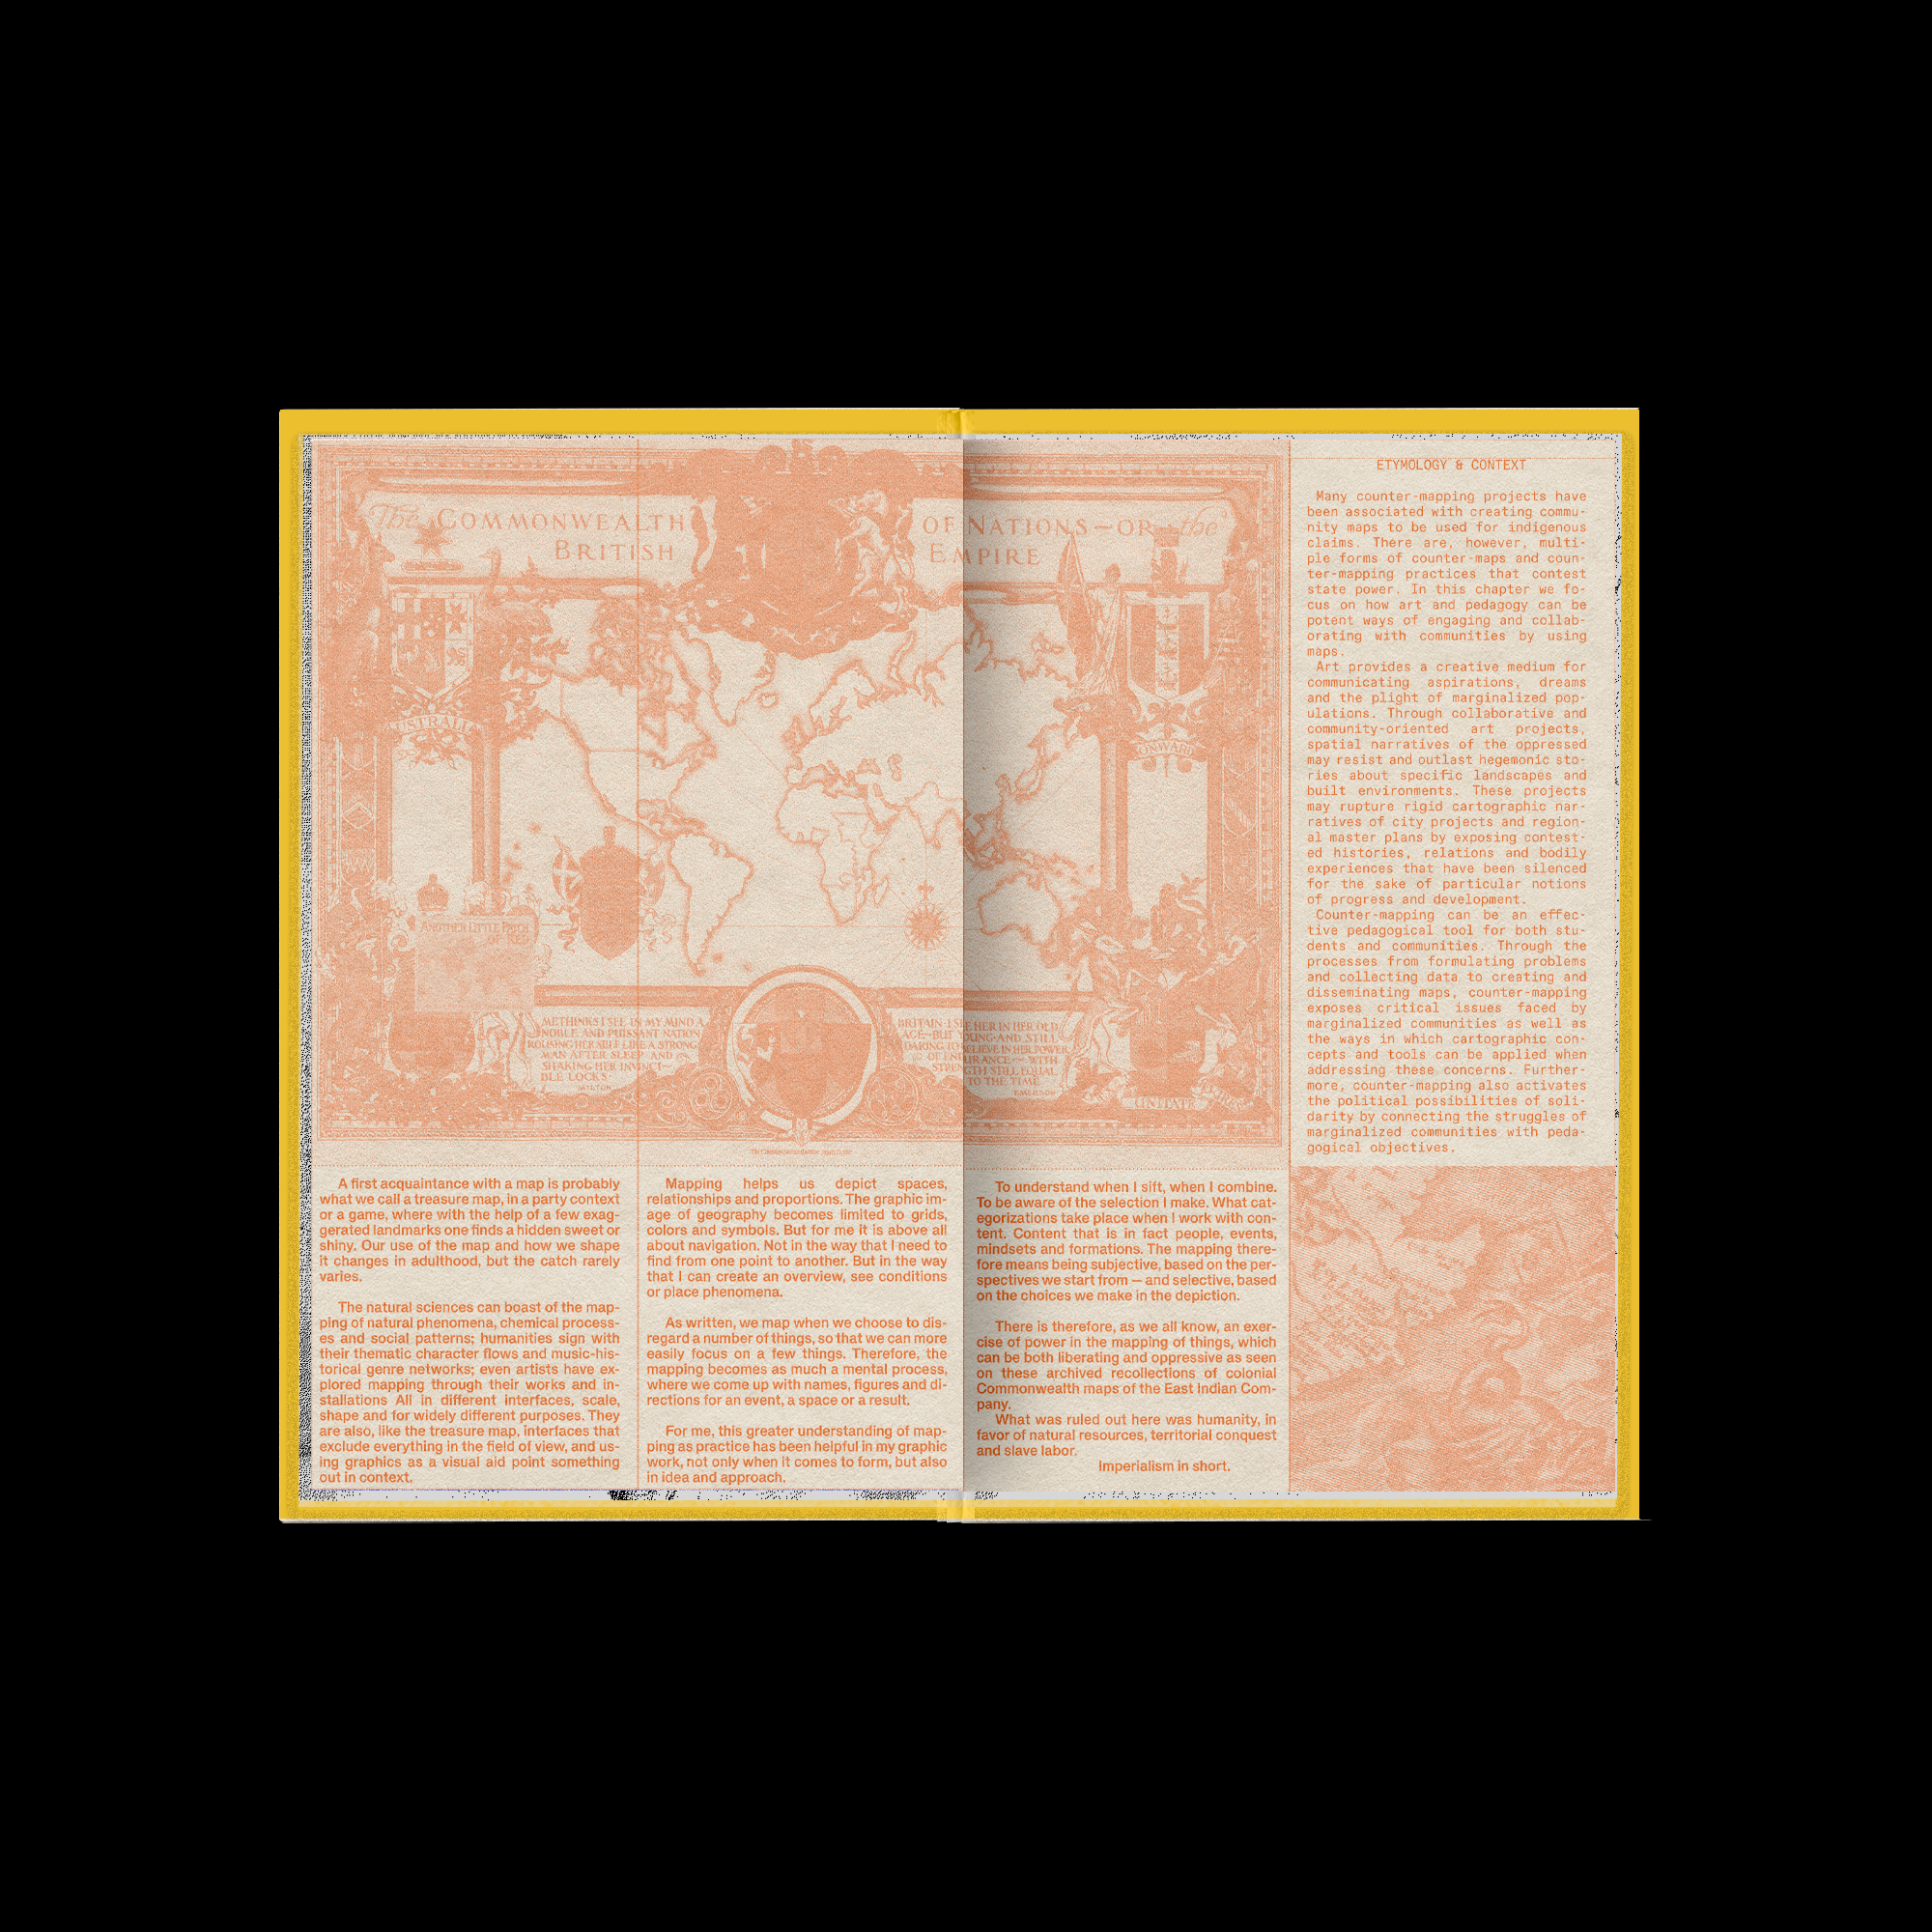 The COMMONWEALTH OF NATIONS—OR the
BRITISH EMPIRE
AUSTRALIA
ONWARD
ANOTHER LITTLE PATCH
OF RED
METHINKS I SEE IN MY MIND A
NOBLE AND PUISSANT NATION
ROUSING HERSELF LIKE A STRONG
MAN AFTER SLEEP AND
SHAKING HER INVINCI~
BLE LOCKS·
MILTON
BRITAIN·I SEE HER IN HER OLD
AGE~BUT YOUNG·AND STILL
DARING TO BELIEVE IN HER POWER
OF ENDURANCE~WITH
STRENGTH STILL EQUAL
TO THE TIME
EMERSON
UNITATE
A first acquaintance with a map is probably
what we call a treasure map, in a party context
or a game, where with the help of a few exag-
gerated landmarks one finds a hidden sweet or
shiny. Our use of the map and how we shape
it changes in adulthood, but the catch rarely
varies.
The natural sciences can boast of the map-
ping of natural phenomena, chemical process-
es and social patterns; humanities sign with
their thematic character flows and music-his-
torical genre networks; even artists have ex-
plored mapping through their works and in-
stallations All in different interfaces, scale,
shape and for widely different purposes. They
are also, like the treasure map, interfaces that
exclude everything in the field of view, and us-
ing graphics as a visual aid point something
out in context.
Mapping helps us depict spaces,
relationships and proportions. The graphic im-
age of geography becomes limited to grids,
colors and symbols. But for me it is above all
about navigation. Not in the way that I need to
find from one point to another. But in the way
that I can create an overview, see conditions
or place phenomena.
As written, we map when we choose to dis-
regard a number of things, so that we can more
easily focus on a few things. Therefore, the
mapping becomes as much a mental process,
where we come up with names, figures and di-
rections for an event, a space or a result.
For me, this greater understanding of map-
ping as practice has been helpful in my graphic
work, not only when it comes to form, but also
in idea and approach.
To understand when I sift, when I combine.
To be aware of the selection I make. What cat-
egorizations take place when I work with con-
tent. Content that is in fact people, events,
mindsets and formations. The mapping there-
fore means being subjective, based on the per-
spectives we start from — and selective, based
on the choices we make in the depiction.
There is therefore, as we all know, an exer-
cise of power in the mapping of things, which
can be both liberating and oppressive as seen
on these archived recollections of colonial
Commonwealth maps of the East Indian Com-
pany.
What was ruled out here was humanity, in
favor of natural resources, territorial conquest
and slave labor.
Imperialism in short.
ETYMOLOGY & CONTEXT
Many counter-mapping projects have
been associated with creating commu-
nity maps to be used for indigenous
claims. There are, however, multi-
ple forms of counter-maps and coun-
ter-mapping practices that contest
state power. In this chapter we fo-
cus on how art and pedagogy can be
potent ways of engaging and collab-
orating with communities by using
maps.
Art provides a creative medium for
communicating aspirations, dreams
and the plight of marginalized pop-
ulations. Through collaborative and
community-oriented art projects,
spatial narratives of the oppressed
may resist and outlast hegemonic sto-
ries about specific landscapes and
built environments. These projects
may rupture rigid cartographic nar-
ratives of city projects and region-
al master plans by exposing contest-
ed histories, relations and bodily
experiences that have been silenced
for the sake of particular notions
of progress and development.
Counter-mapping can be an effec-
tive pedagogical tool for both stu-
dents and communities. Through the
processes from formulating problems
and collecting data to creating and
disseminating maps, counter-mapping
exposes critical issues faced by
marginalized communities as well as
the ways in which cartographic con-
cepts and tools can be applied when
addressing these concerns. Further-
more, counter-mapping also activates
the political possibilities of soli-
darity by connecting the struggles of
marginalized communities with peda-
gogical objectives.